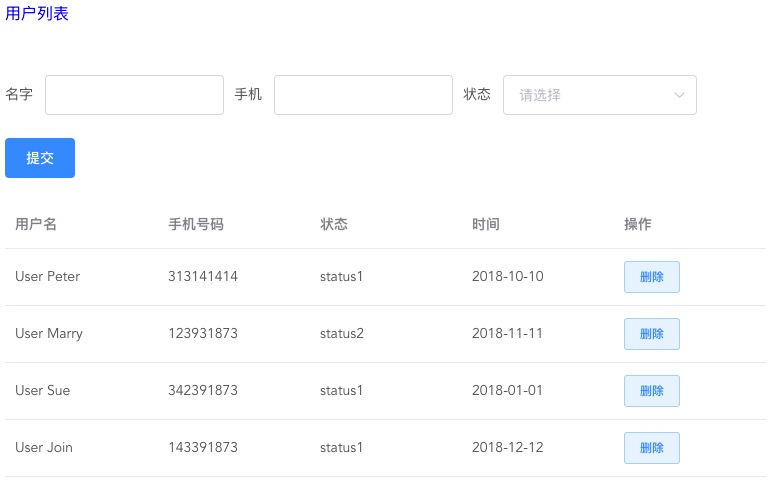 用户列表
名字 手机 状态 请选择
提交
用户名 手机号码 状态 时间 操作
User Peter 313141414 status1 2018-10-10 删除
User Marry 123931873 status2 2018-11-11 删除
User Sue 342391873 status1 2018-01-01 删除
User Join 143391873 status1 2018-12-12 删除